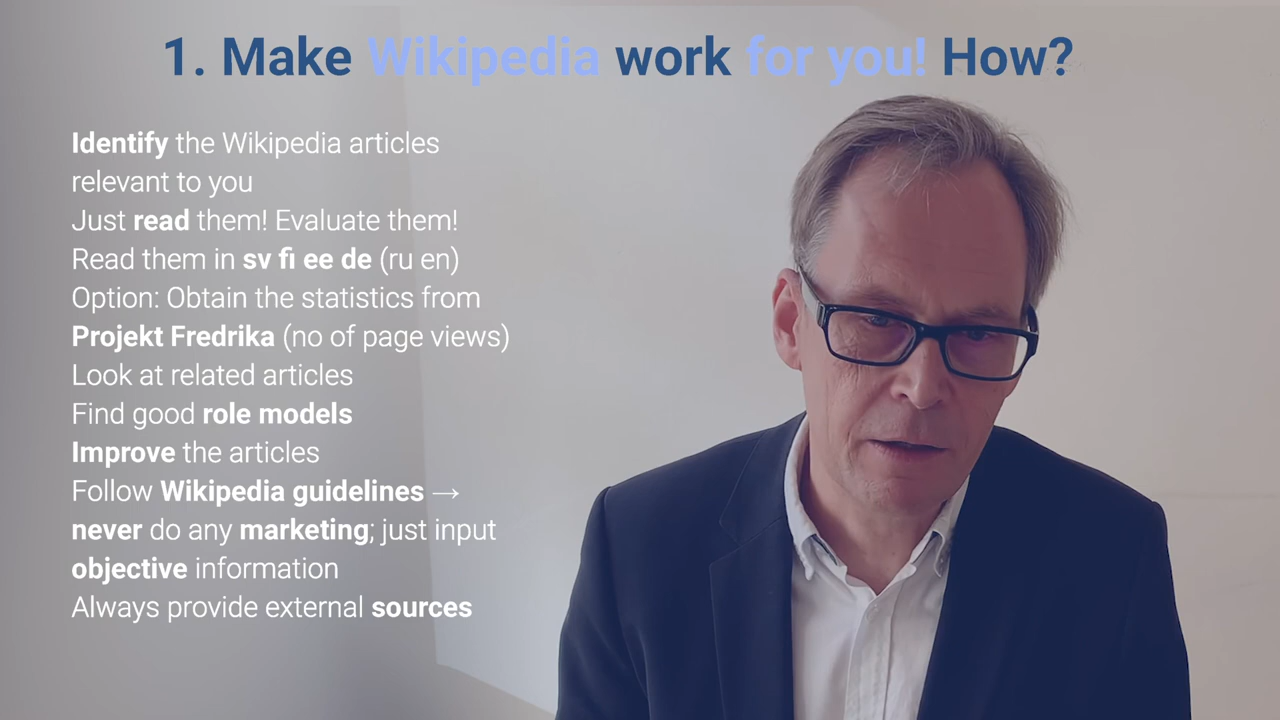 1. Make Wikipedia work for you! How?
Identify the Wikipedia articles
relevant to you
Just read them! Evaluate them!
Read them in sv fi ee de (ru en)
Option: Obtain the statistics from
Projekt Fredrika (no of page views)
Look at related articles
Find good role models
Improve the articles
Follow Wikipedia guidelines →
never do any marketing; just input
objective information
Always provide external sources